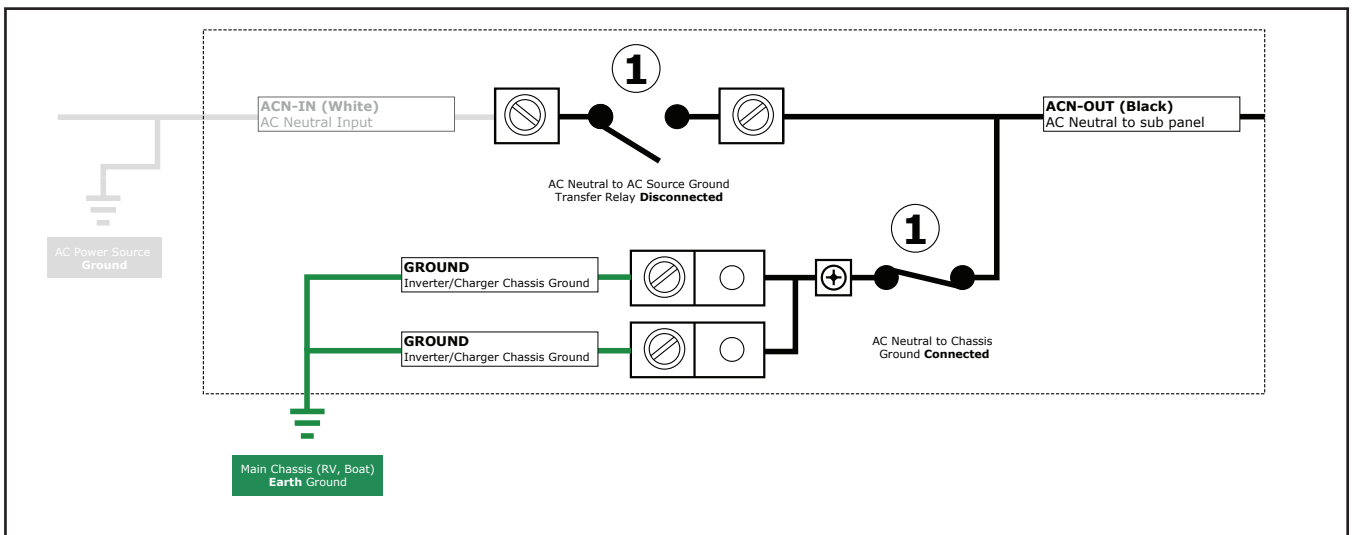 1
ACN-IN (White)
AC Neutral Input
ACN-OUT (Black)
AC Neutral to sub panel
AC Neutral to AC Source Ground
Transfer Relay Disconnected
1
AC Power Source
Ground
GROUND
Inverter/Charger Chassis Ground
GROUND
Inverter/Charger Chassis Ground
AC Neutral to Chassis
Ground Connected
Main Chassis (RV, Boat)
Earth Ground